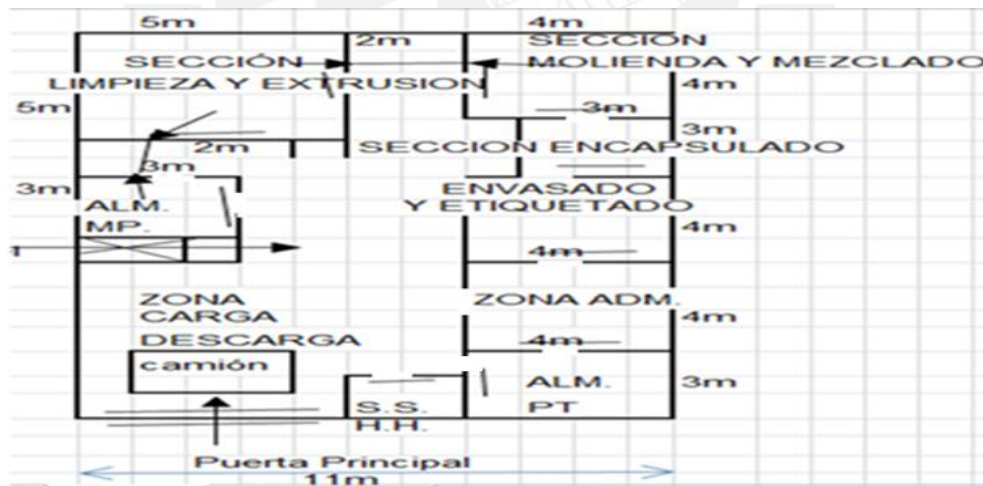 5m
4m
2m
SECCIÓN
SECCION
MOLIENDA Y MEZCLADO
LIMPIEZA Y EXTRUSION
4m
5m
3m
3m
2m
SECCION ENCAPSULADO
3m
3m
ENVASADO
ALM.
Y ETIQUETADO
MP.
4m
4m
ZONA
CARGA
DESCARGA
ZONA ADM.
4m
4m
camión
ALM.
PT
3m
S.S.
H.H.
Puerta Principal
11m